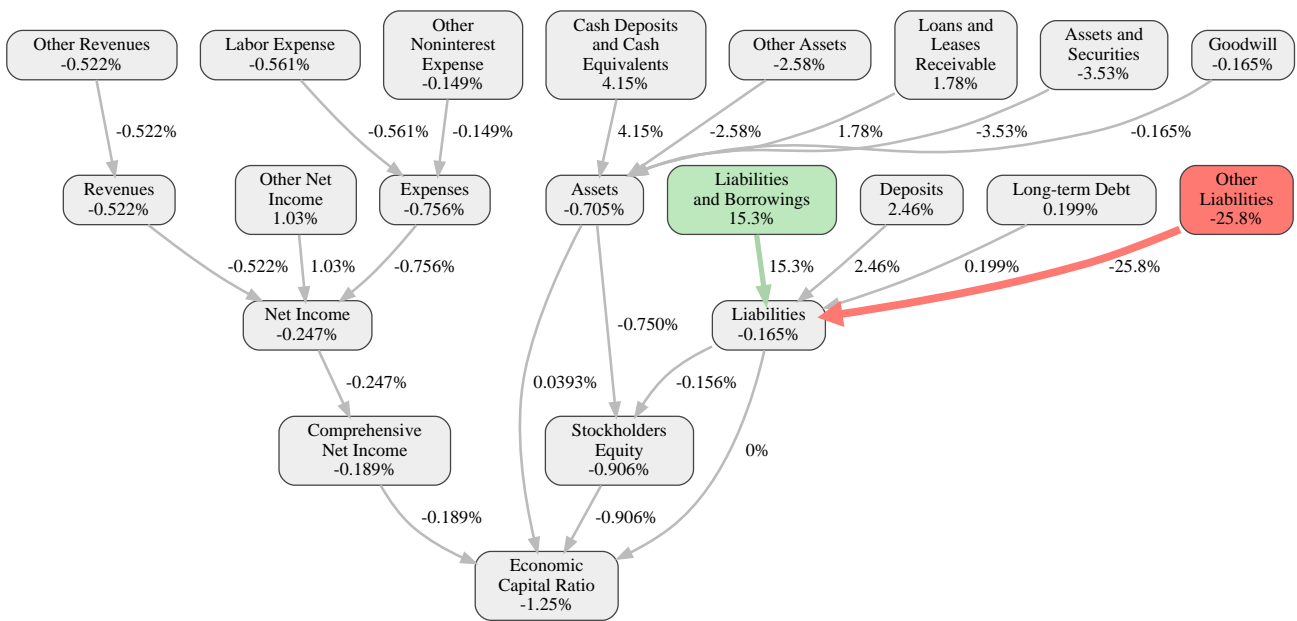 Other Revenues
-0.522%
Labor Expense
-0.561%
Other
Noninterest
Expense
-0.149%
Cash Deposits
and Cash
Equivalents
4.15%
Other Assets
-2.58%
Loans and
Leases
Receivable
1.78%
Assets and
Securities
-3.53%
Goodwill
-0.165%
-0.522%
-0.561%
-0.149%
4.15%
-2.58%
1.78%
-3.53%
-0.165%
Revenues
-0.522%
Other Net
Income
1.03%
Expenses
-0.756%
Assets
-0.705%
Liabilities
and Borrowings
15.3%
Deposits
2.46%
Long-term Debt
0.199%
Other
Liabilities
-25.8%
-0.522%
1.03%
-0.756%
15.3%
2.46%
0.199%
-25.8%
Net Income
-0.247%
-0.750%
Liabilities
-0.165%
-0.247%
0.0393%
-0.156%
Comprehensive
Net Income
-0.189%
Stockholders
Equity
-0.906%
0%
-0.189%
-0.906%
Economic
Capital Ratio
-1.25%